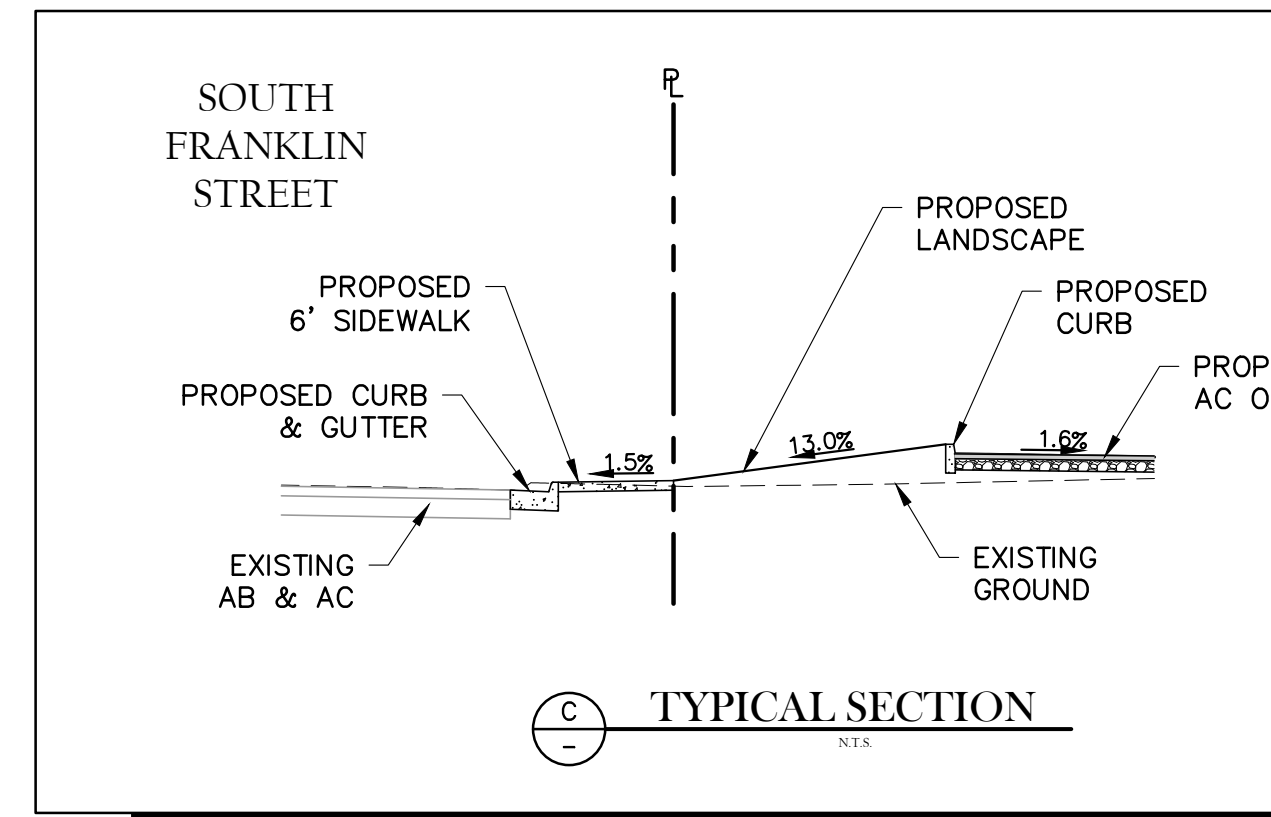 SOUTH
FRANKLIN
STREET
PL
PROPOSED
LANDSCAPE
PROPOSED
6' SIDEWALK
PROPOSED
CURB
PROP
AC O
PROPOSED CURB
& GUTTER
1.5%
13.0%
1.6%
EXISTING
AB & AC
EXISTING
GROUND
C
–
TYPICAL SECTION
N.T.S.